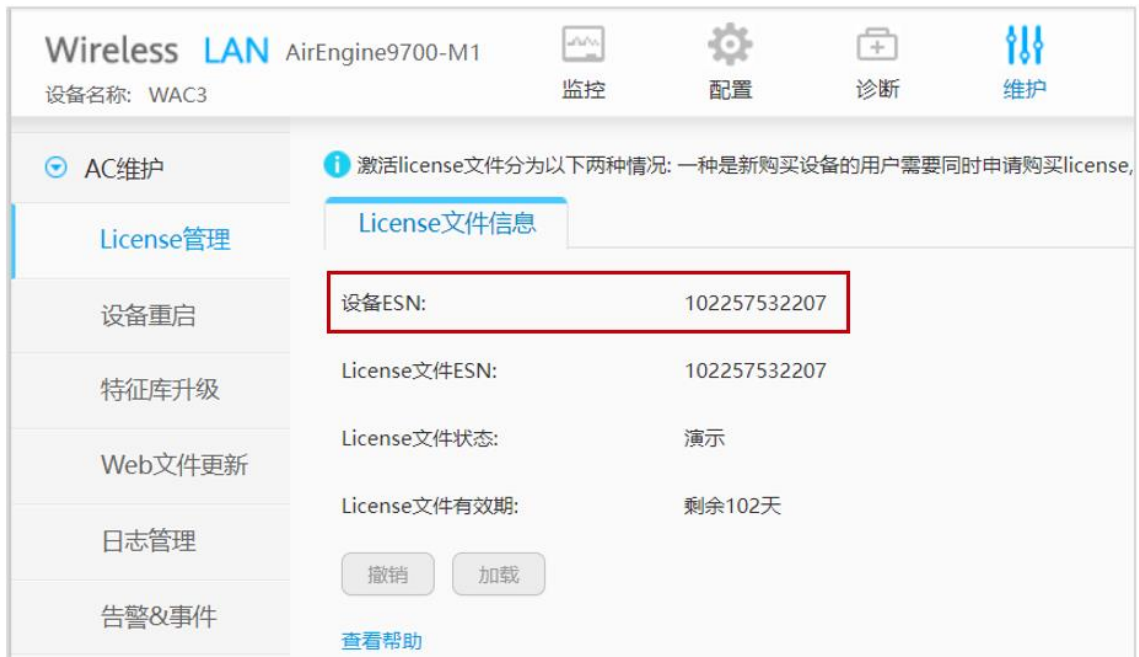 Wireless LAN AirEngine9700-M1
设备名称: WAC3
监控
配置
诊断
维护
AC维护
License管理
设备重启
特征库升级
Web文件更新
日志管理
告警&事件
激活license文件分为以下两种情况: 一种是新购买设备的用户需要同时申请购买license,
License文件信息
设备ESN: 102257532207
License文件ESN: 102257532207
License文件状态: 演示
License文件有效期: 剩余102天
撤销 加载
查看帮助